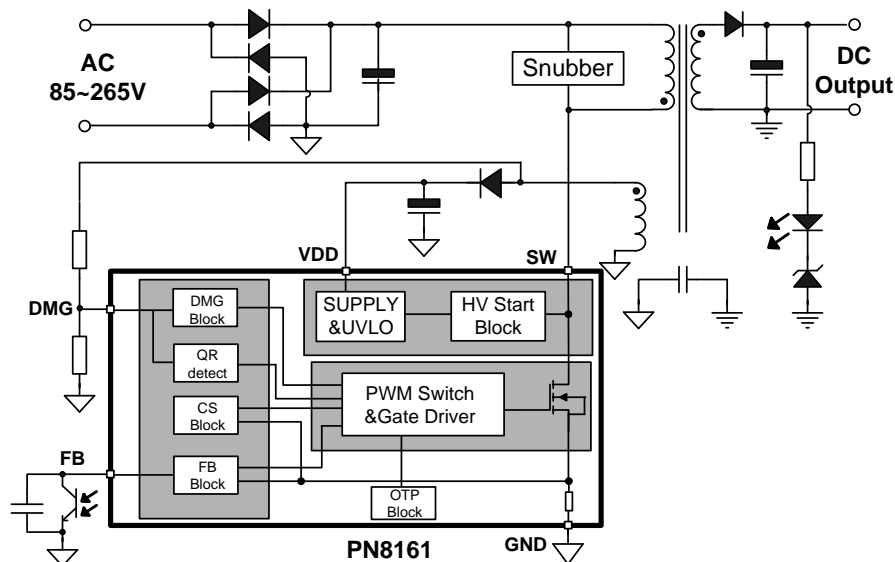 AC
85~265V
Snubber
DC
Output
VDD
SW
DMG
DMG
Block
SUPPLY
&UVLO
HV Start
Block
QR
detect
PWM Switch
&Gate Driver
CS
Block
FB
FB
Block
OTP
Block
PN8161
GND